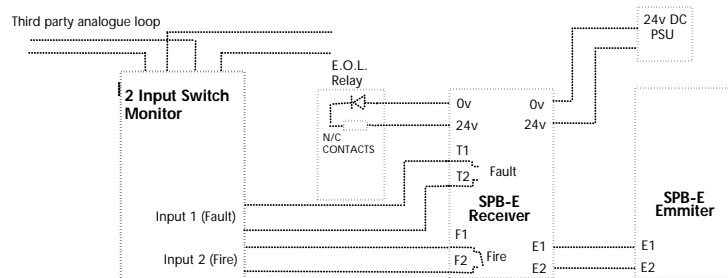 Third party analogue loop
24v DC
PSU
E.O.L.
Relay
2 Input Switch
Monitor
0v
0v
24v
24v
N/C
CONTACTS
T1
Fault
T2
SPB-E
Receiver
SPB-E
Emmiter
Input 1 (Fault)
F1
Input 2 (Fire)
F2
Fire
E1
E1
E2
E2